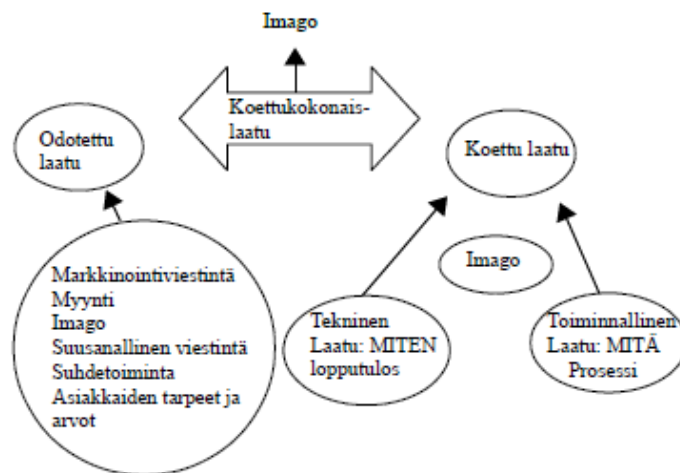 Imago
Koettukokonais-
laatu
Odotettu
laatu
Koettu laatu
Imago
Markkinointiviestintä
Myynti
Imago
Suusanallinen viestintä
Suhdetoiminta
Asiakkaiden tarpeet ja
arvot
Tekninen
Laatu: MITEN
lopputulos
Toiminnallinen
Laatu: MITÄ
Prosessi